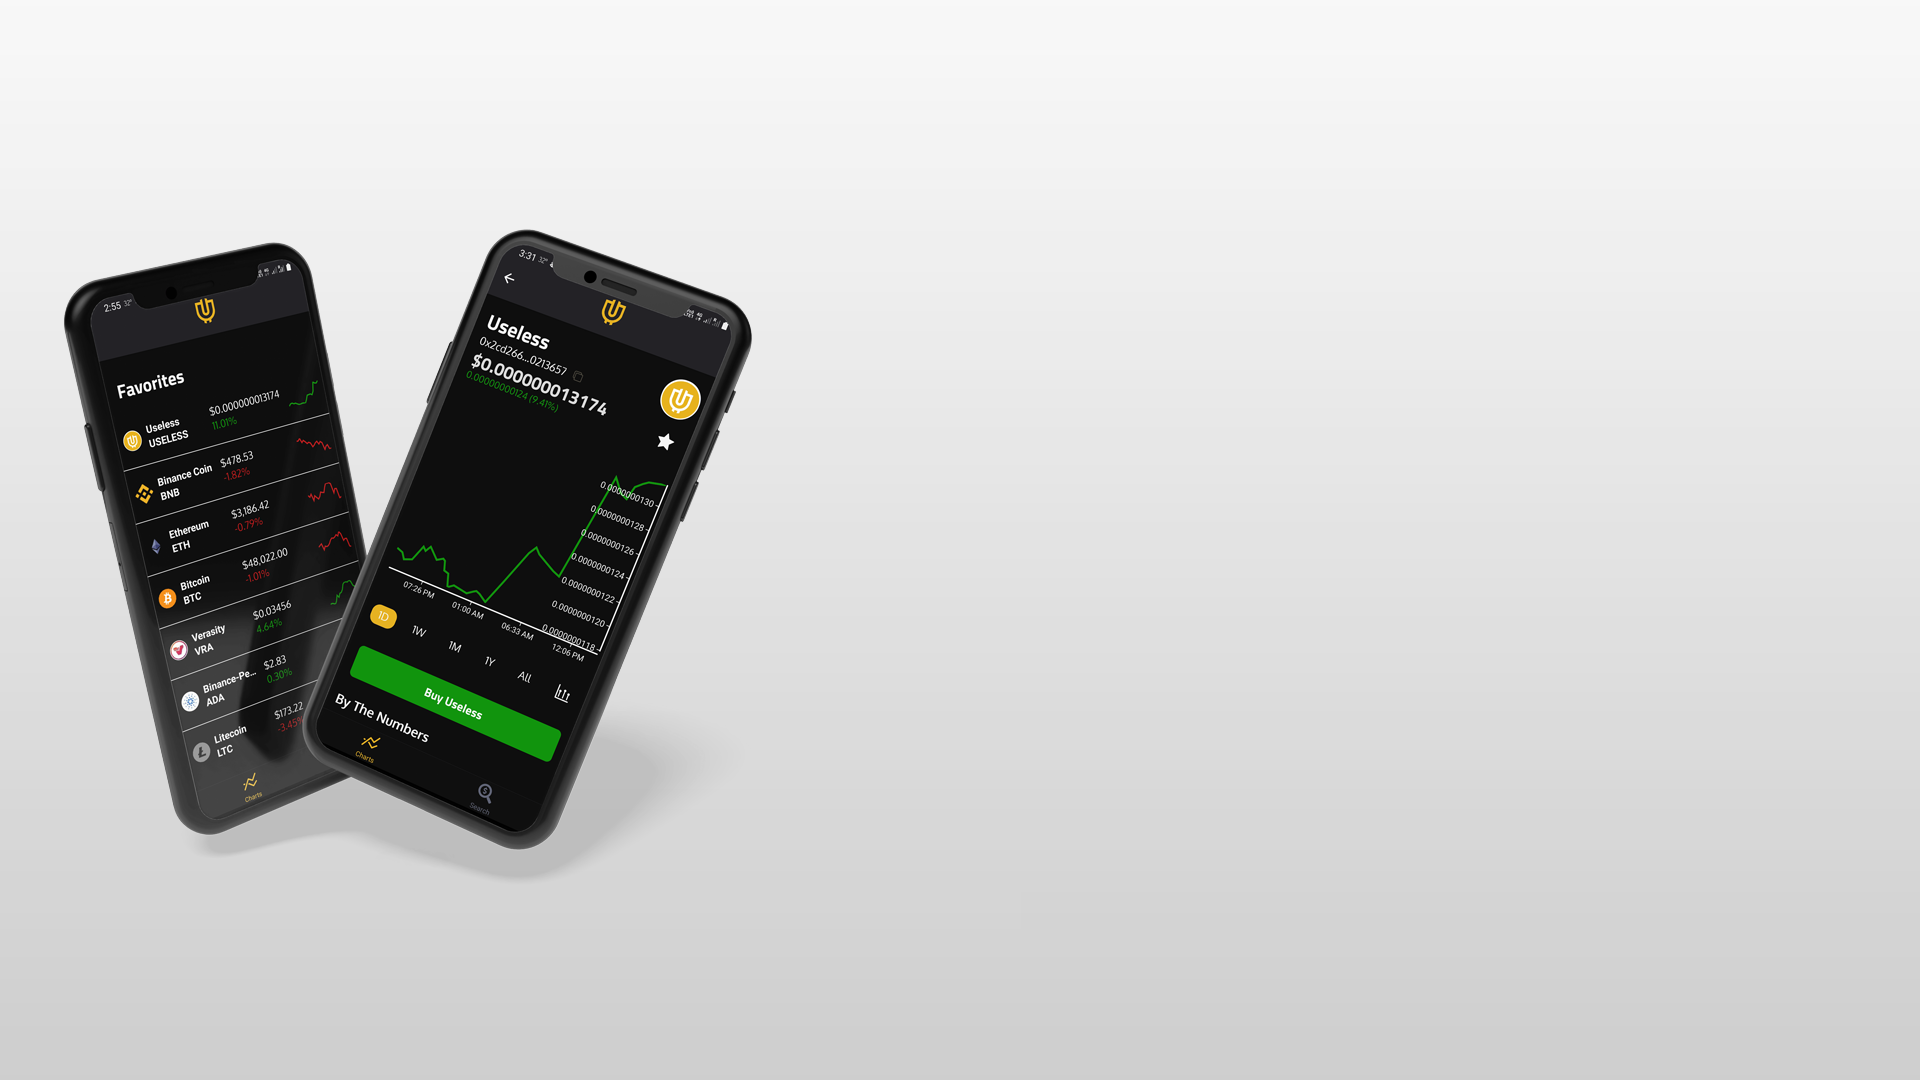 2:55 32°
Favorites
Useless
USELESS
$0.000000013174
11.01%
Binance Coin
BNB
$478.53
-1.82%
Ethereum
ETH
$3,186.42
-0.79%
Bitcoin
BTC
$48,022.00
-1.01%
Verasity
VRA
$0.03456
4.64%
Binance-Pe...
ADA
$2.83
0.30%
Litecoin
LTC
$173.22
-3.45%
Charts
3:31 32°
Useless
0x2cd266...0213657
$0.000000013174
0.00000000124 (9.41%)
0.0000000130
0.0000000128
0.0000000126
0.0000000124
0.0000000122
0.0000000120
0.0000000118
07:26 PM
01:00 AM
06:33 AM
12:06 PM
1D
1W
1M
1Y
All
Buy Useless
By The Numbers
Charts
Search